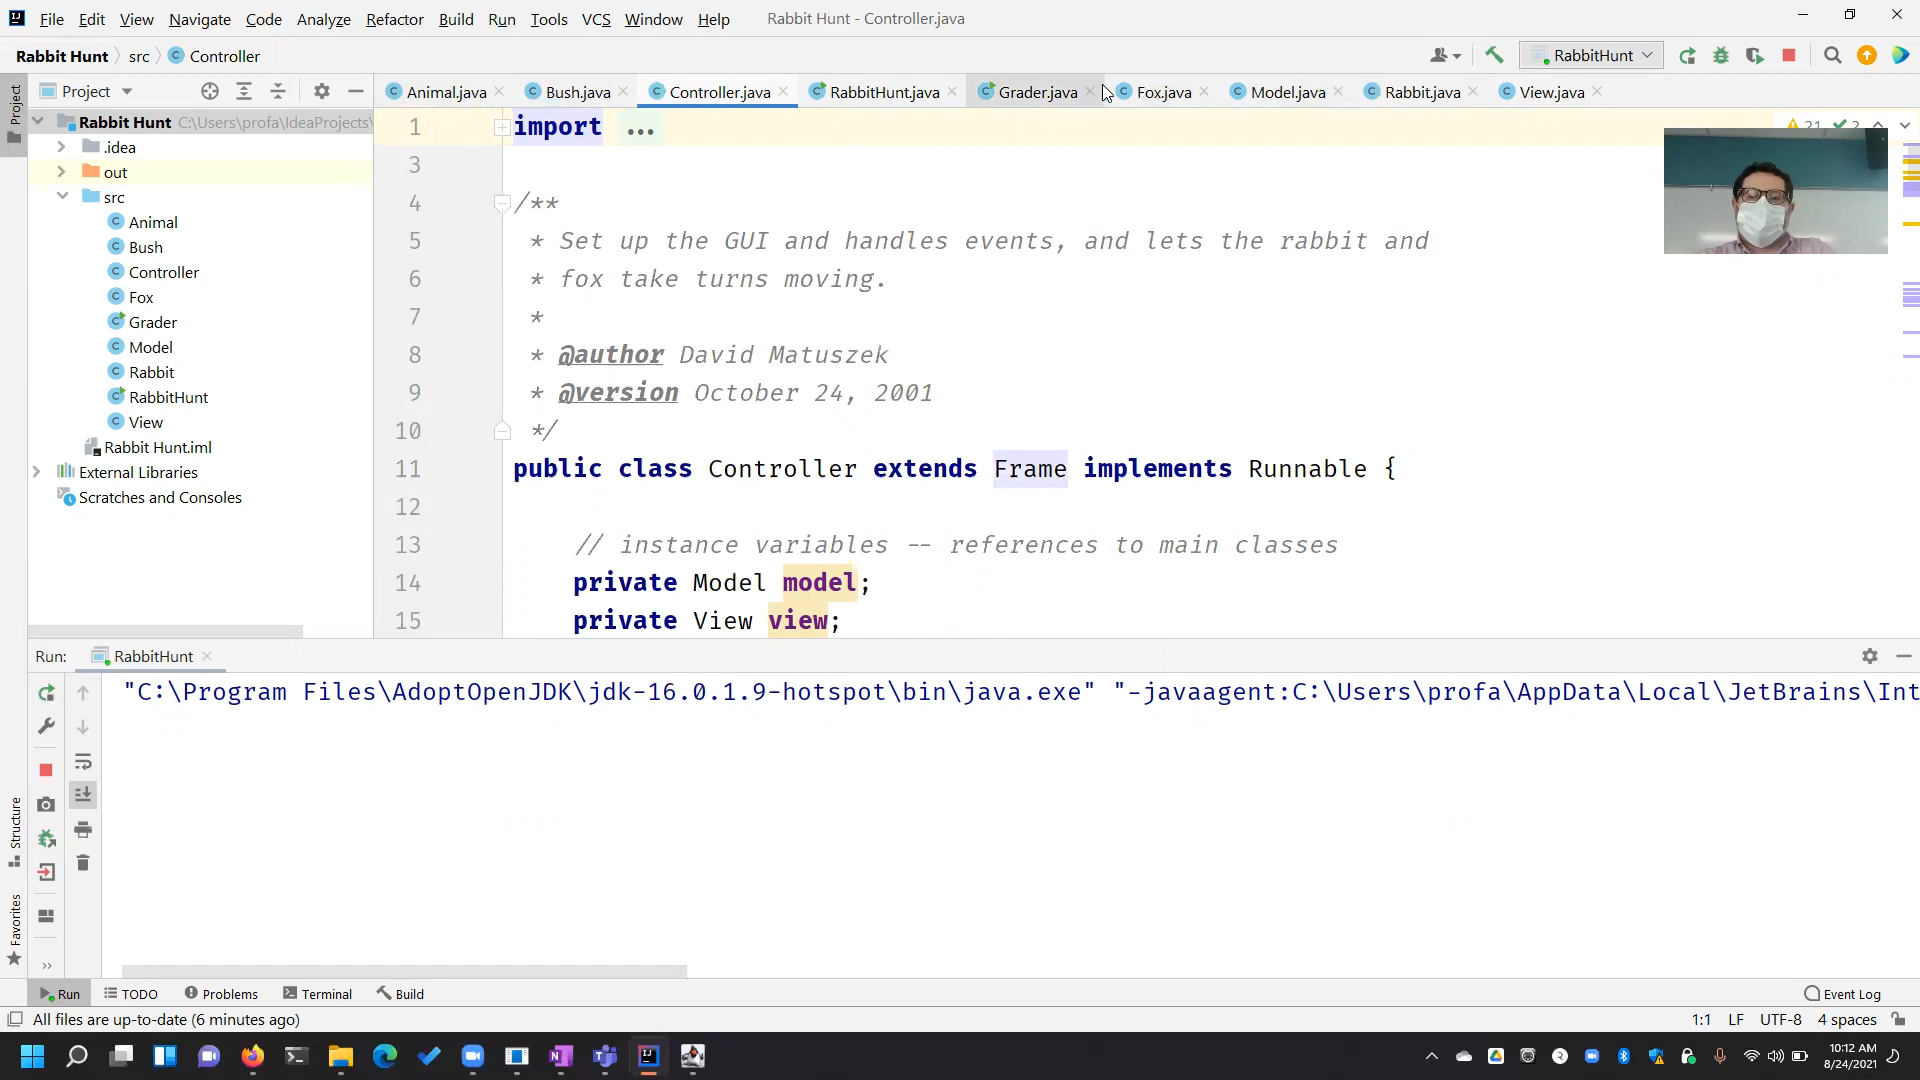 File Edit View Navigate Code Analyze Refactor Build Run Tools VCS Window Help Rabbit Hunt - Controller.java
Rabbit Hunt src Controller RabbitHunt
Project Animal.java Bush.java Controller.java RabbitHunt.java Grader.java Fox.java Model.java Rabbit.java View.java
Project
Rabbit Hunt C:\Users\profa\IdeaProjects\
.idea
out
src
Animal
Bush
Controller
Fox
Grader
Model
Rabbit
RabbitHunt
View
Rabbit Hunt.iml
External Libraries
Scratches and Consoles
21 2
1 import ...
3
4 /**
5 * Set up the GUI and handles events, and lets the rabbit and
6 * fox take turns moving.
7 *
8 * @author David Matuszek
9 * @version October 24, 2001
10 */
11 public class Controller extends Frame implements Runnable {
12
13 // instance variables -- references to main classes
14 private Model model;
15 private View view;
Run: RabbitHunt
"C:\Program Files\AdoptOpenJDK\jdk-16.0.1.9-hotspot\bin\java.exe" "-javaagent:C:\Users\profa\AppData\Local\JetBrains\Int
Structure
Favorites
Run TODO Problems Terminal Build Event Log
All files are up-to-date (6 minutes ago) 1:1 LF UTF-8 4 spaces
10:12 AM
8/24/2021